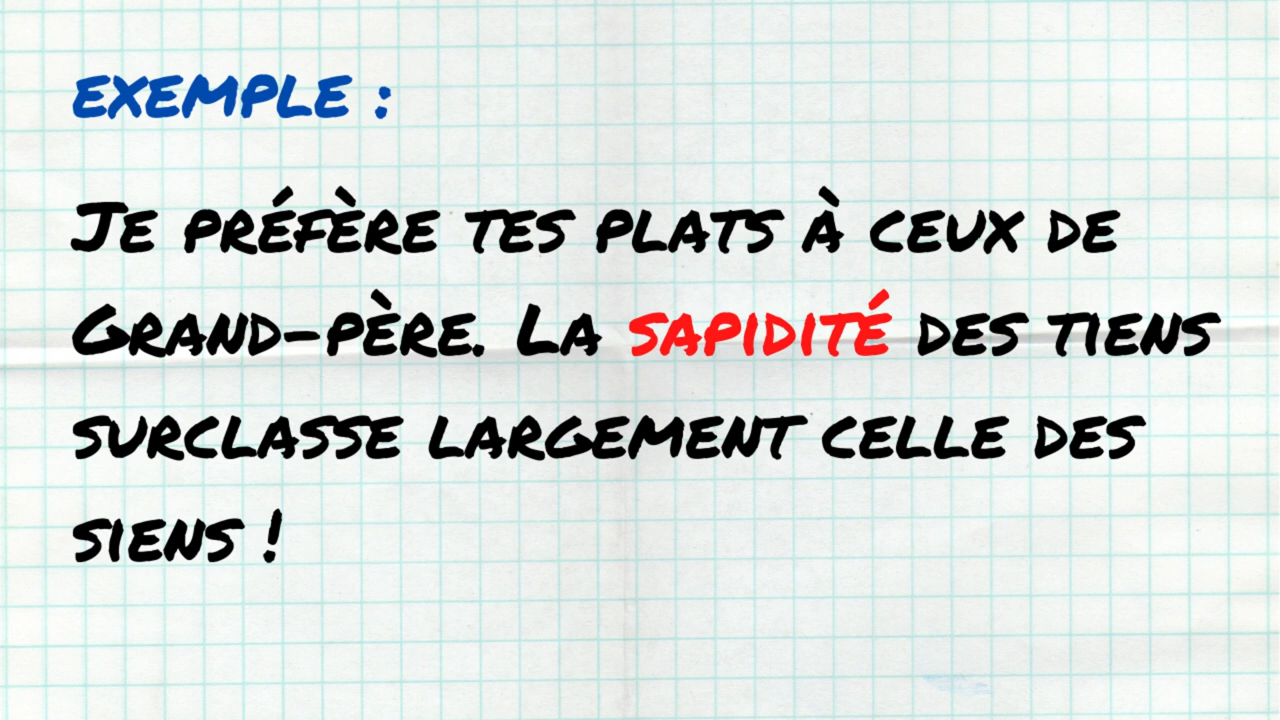 EXEMPLE :
JE PRÉFÈRE TES PLATS À CEUX DE
GRAND-PÈRE. LA SAPIDITÉ DES TIENS
SURCLASSE LARGEMENT CELLE DES
SIENS !